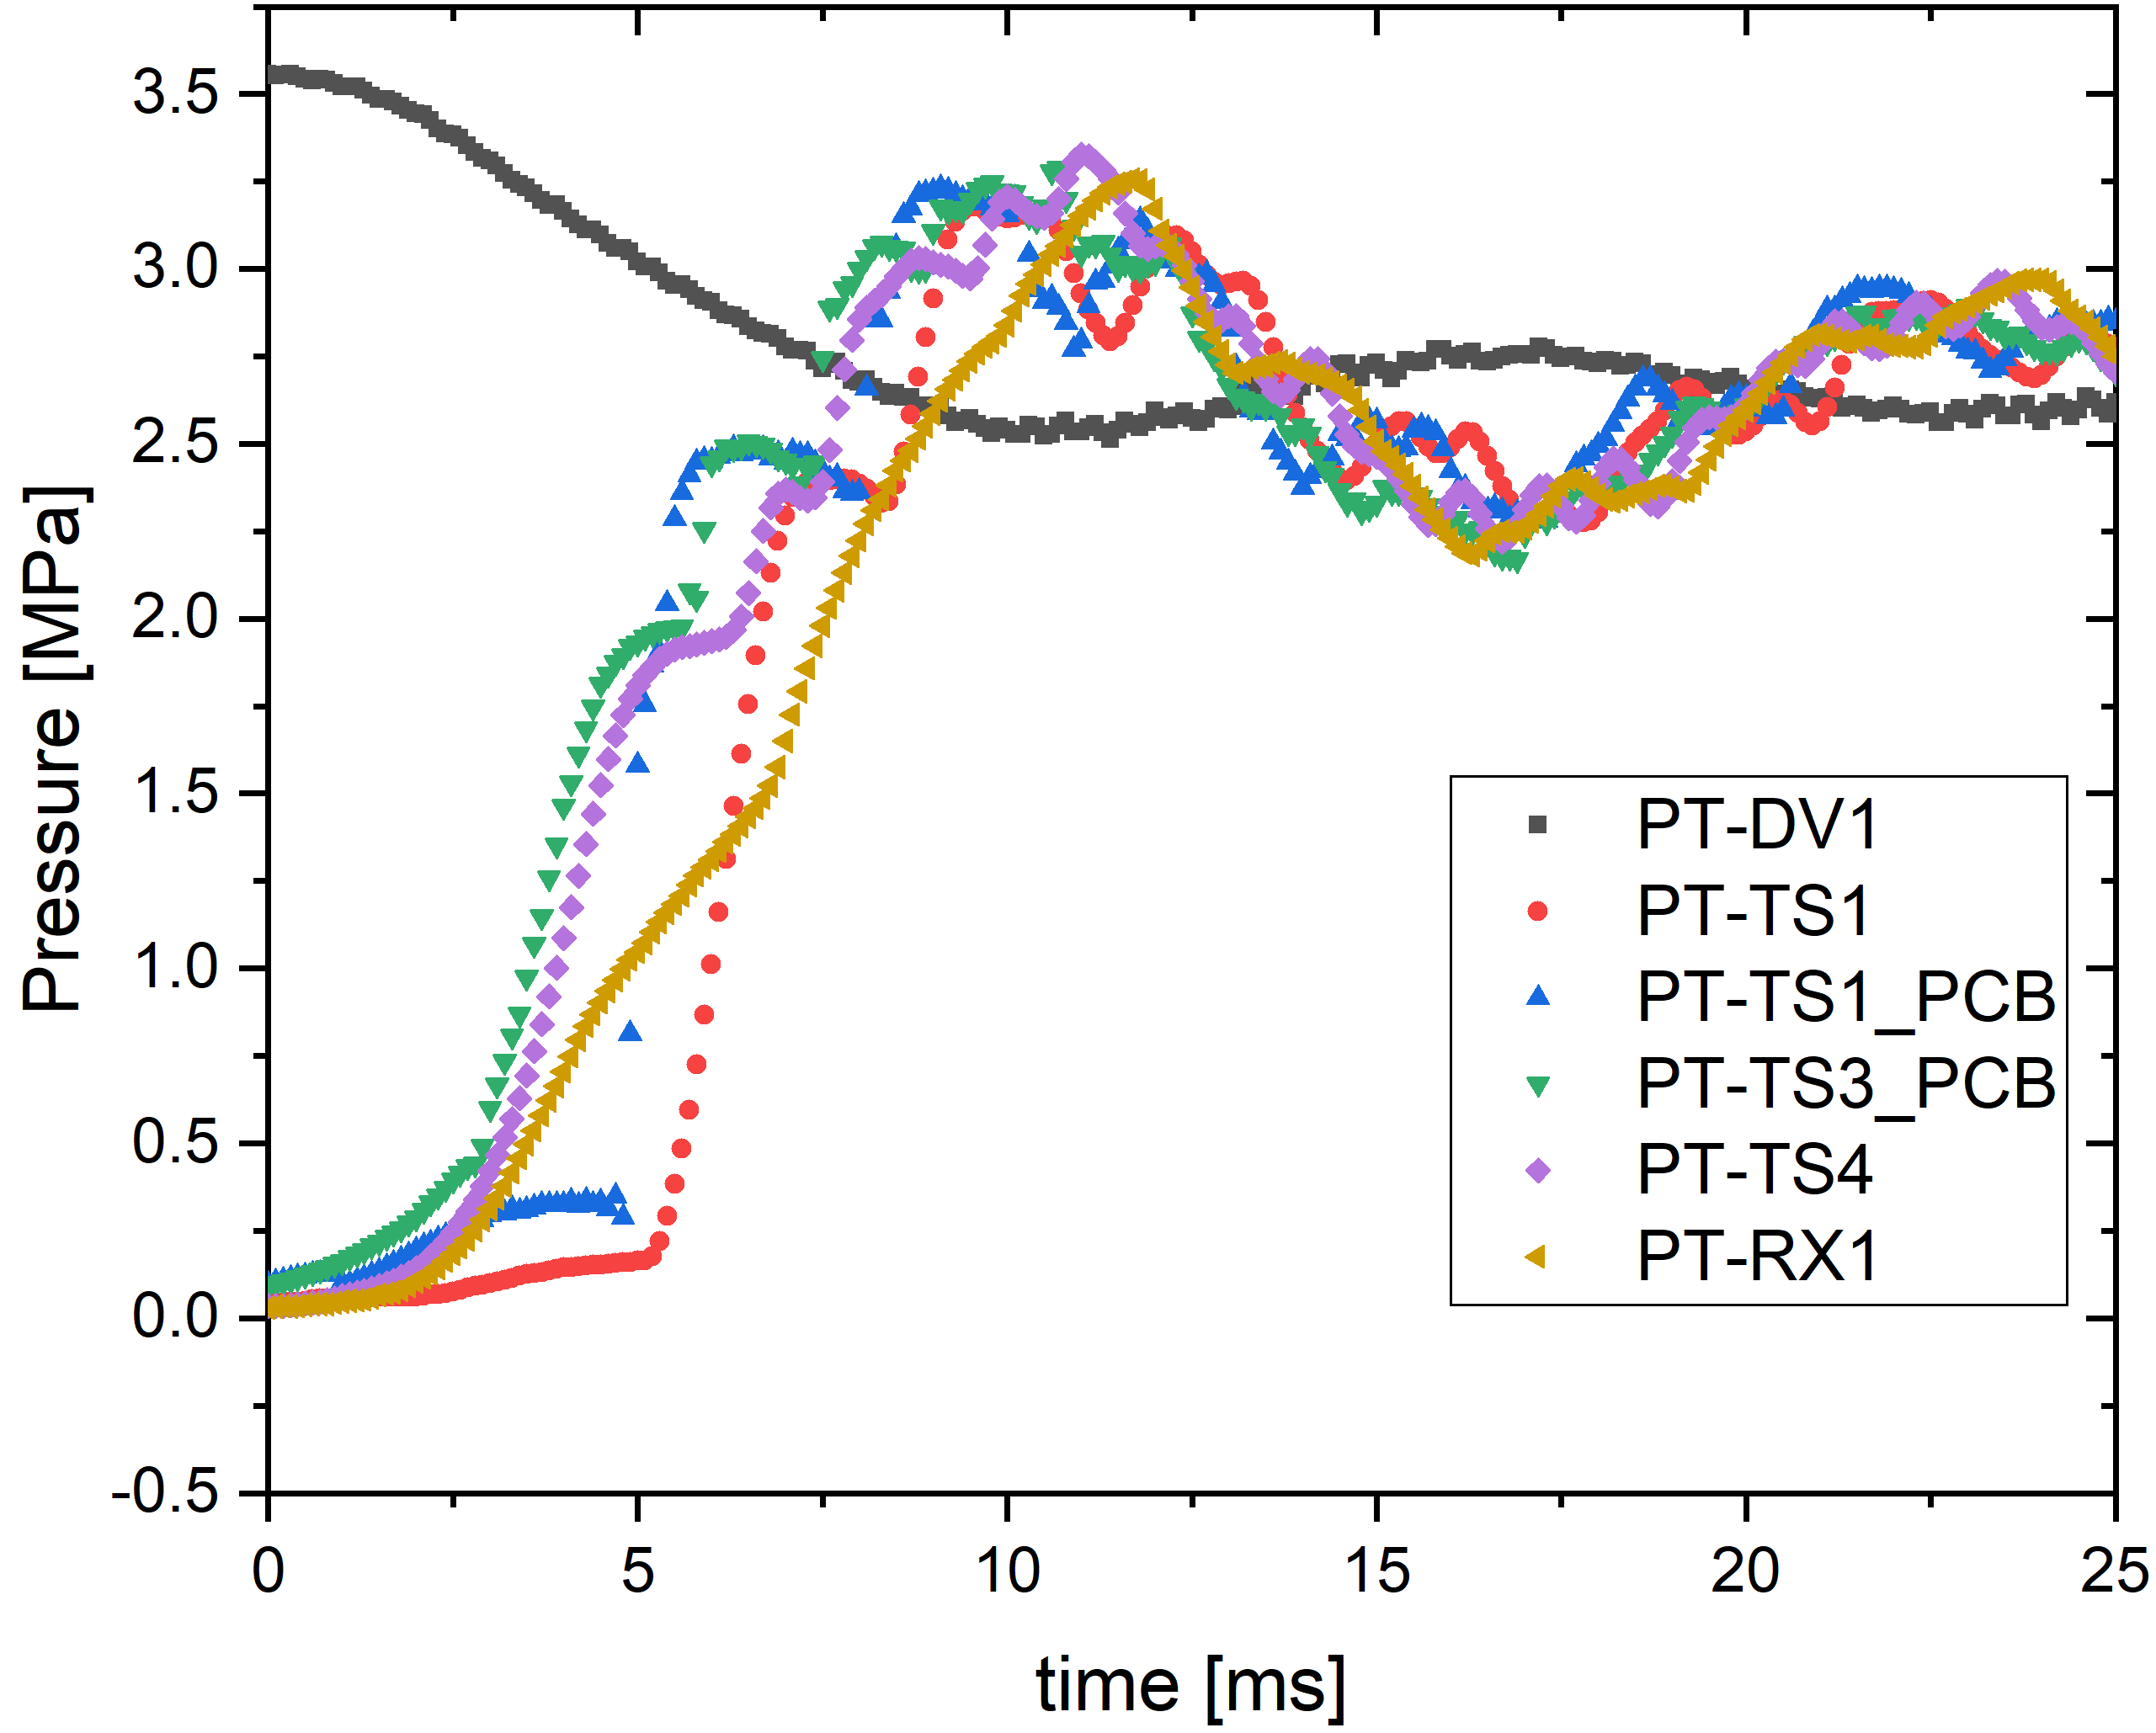 3.5
3.0
2.5
2.0
1.5
1.0
0.5
0.0
-0.5
Pressure [MPa]
PT-DV1
PT-TS1
PT-TS1_PCB
PT-TS3_PCB
PT-TS4
PT-RX1
0 5 10 15 20 25
time [ms]